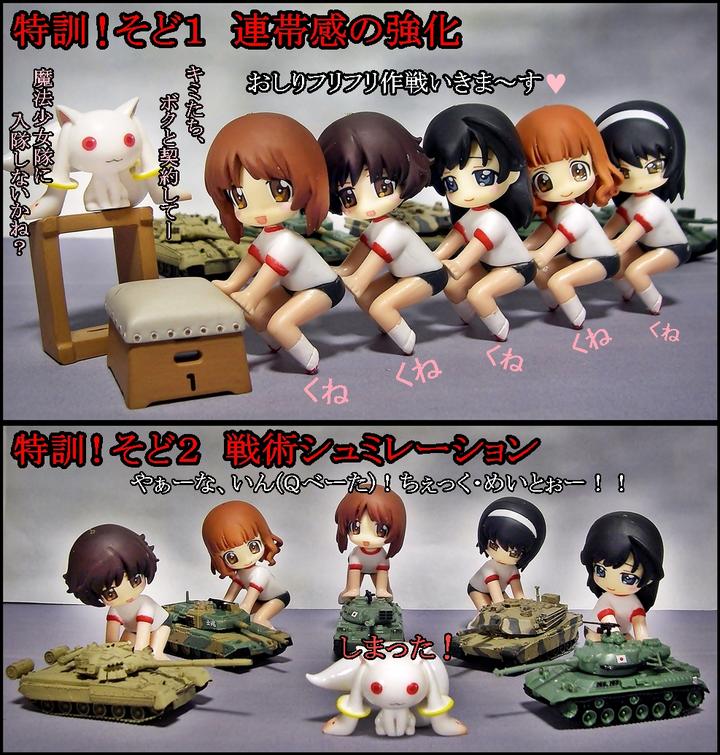 特訓！そど１ 連帯感の強化
おしりフリフリ作戦いきま～す♥
キミたち、
ボクと契約してー
魔法少女隊に
入隊しないかね？
くね
くね
くね
くね
くね
1
特訓！そど２ 戦術シュミレーション
やぁーな、いん(Qべーた)！ちぇっく・めいとぉー！！
しまった！